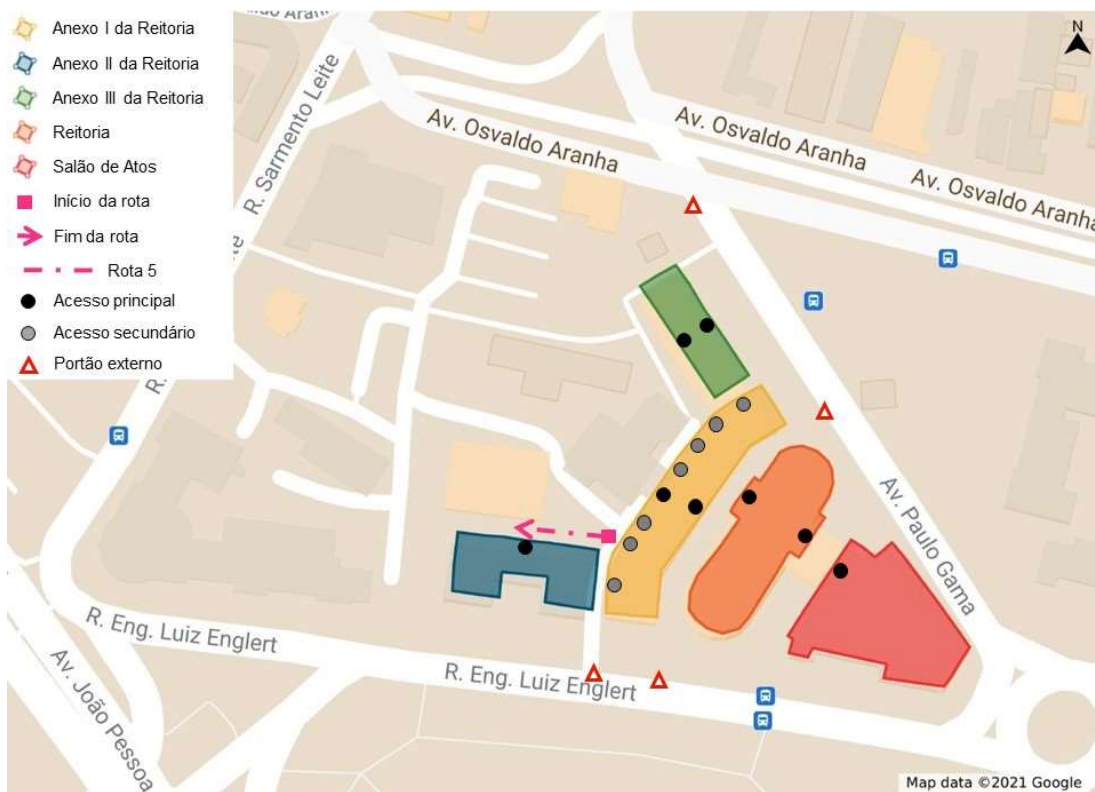 Anexo I da Reitoria
Anexo II da Reitoria
Anexo III da Reitoria
Reitoria
Salão de Atos
Início da rota
Fim da rota
Rota 5
Acesso principal
Acesso secundário
Portão externo
N
R. Sarmento Leite
Av. Osvaldo Aranha
Av. Osvaldo Aranha
Av. Osvaldo Aranha
Av. Paulo Gama
R. Eng. Luiz Englert
R. Eng. Luiz Englert
Av. João Pessoa
Map data ©2021 Google